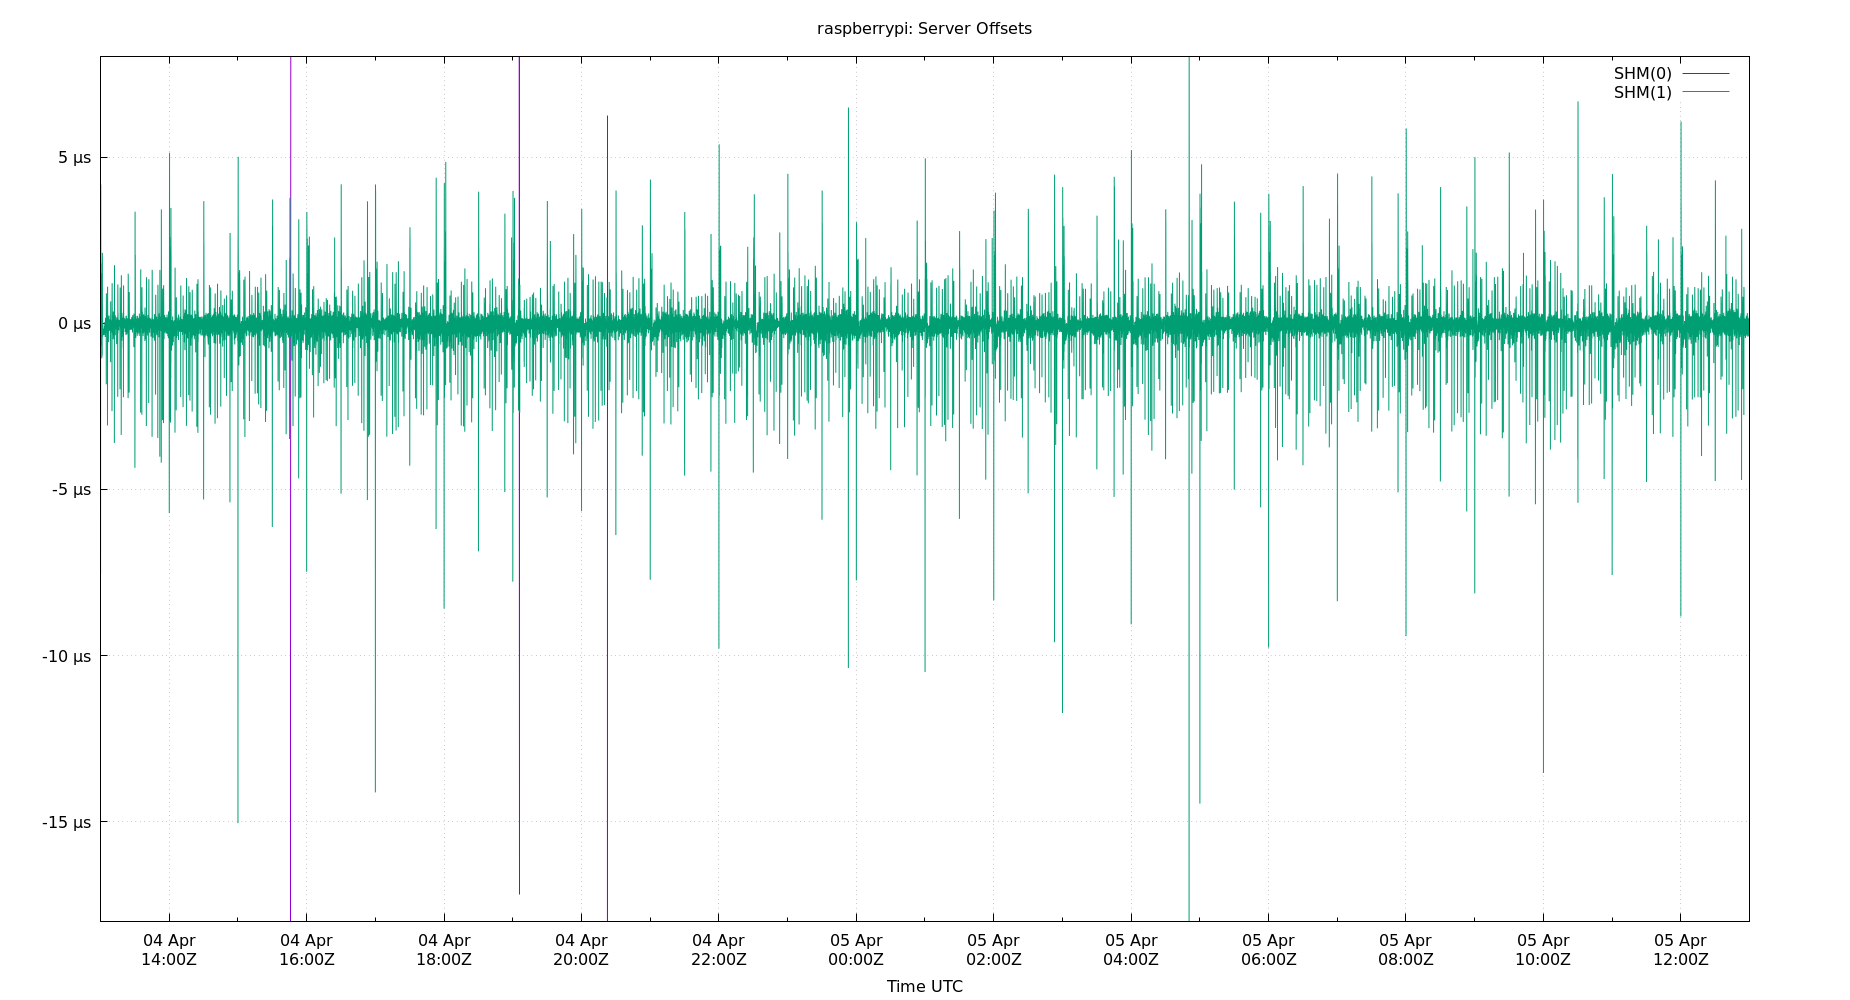 raspberrypi: Server Offsets
SHM(0)
SHM(1)
5 µs
0 µs
-5 µs
-10 µs
-15 µs
04 Apr 04 Apr 04 Apr 04 Apr 04 Apr 05 Apr 05 Apr 05 Apr 05 Apr 05 Apr 05 Apr 05 Apr
14:00Z 16:00Z 18:00Z 20:00Z 22:00Z 00:00Z 02:00Z 04:00Z 06:00Z 08:00Z 10:00Z 12:00Z
Time UTC